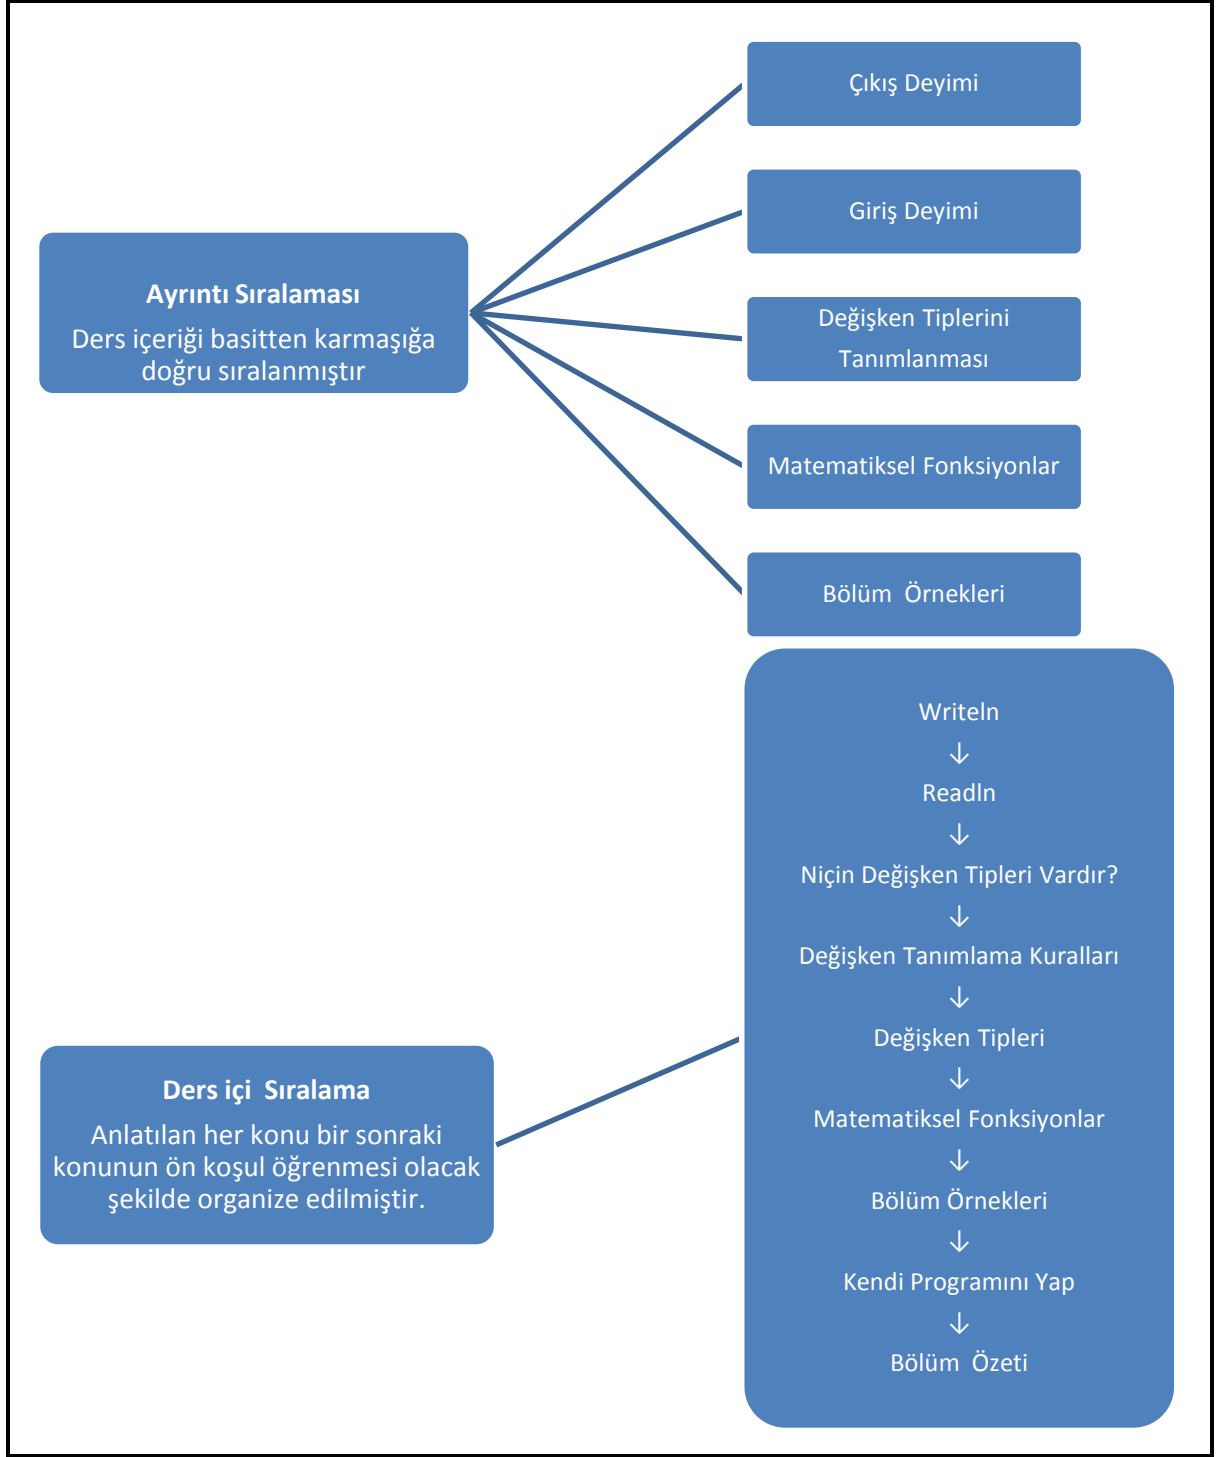 Ayrıntı Sıralaması
Ders içeriği basitten karmaşığa
doğru sıralanmıştır
Çıkış Deyimi
Giriş Deyimi
Değişken Tiplerini
Tanımlanması
Matematiksel Fonksiyonlar
Bölüm Örnekleri
Ders içi Sıralama
Anlatılan her konu bir sonraki
konunun ön koşul öğrenmesi olacak
şekilde organize edilmiştir.
Writeln
↓
Readln
↓
Niçin Değişken Tipleri Vardır?
↓
Değişken Tanımlama Kuralları
↓
Değişken Tipleri
↓
Matematiksel Fonksiyonlar
↓
Bölüm Örnekleri
↓
Kendi Programını Yap
↓
Bölüm Özeti